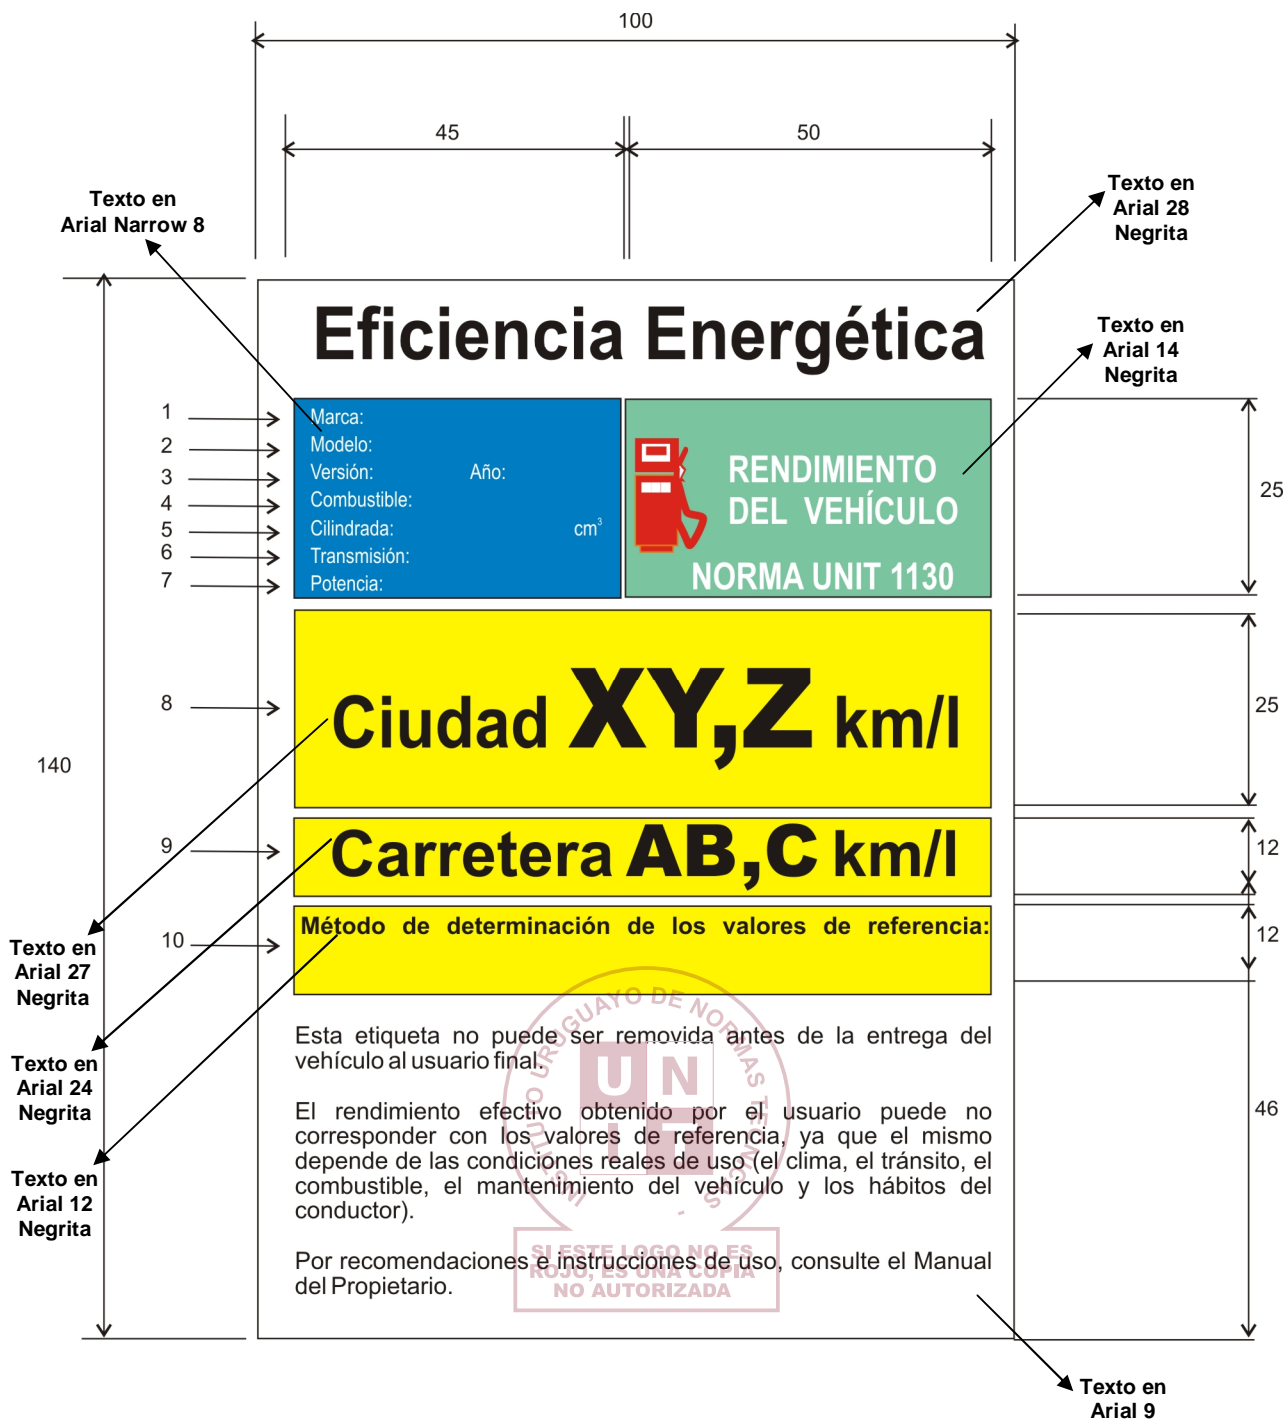 100
45
50
Texto en
Arial Narrow 8
Texto en
Arial 28
Negrita
Eficiencia Energética
Texto en
Arial 14
Negrita
1
2
3
4
5
6
7
Marca:
Modelo:
Versión: Año:
Combustible:
Cilindrada: cm³
Transmisión:
Potencia:
RENDIMIENTO
DEL VEHÍCULO
NORMA UNIT 1130
25
8
Ciudad XY,Z km/l
25
140
9
Carretera AB,C km/l
12
10
Método de determinación de los valores de referencia:
12
Texto en
Arial 27
Negrita
Texto en
Arial 24
Negrita
Texto en
Arial 12
Negrita
Esta etiqueta no puede ser removida antes de la entrega del
vehículo al usuario final.
El rendimiento efectivo obtenido por el usuario puede no
corresponder con los valores de referencia, ya que el mismo
depende de las condiciones reales de uso (el clima, el tránsito, el
combustible, el mantenimiento del vehículo y los hábitos del
conductor).
Por recomendaciones e instrucciones de uso, consulte el Manual
del Propietario.
46
INSTITUTO URUGUAYO DE NORMAS TECNICAS
UNIT
SI ESTE LOGO NO ES
ROJO, ES UNA COPIA
NO AUTORIZADA
Texto en
Arial 9